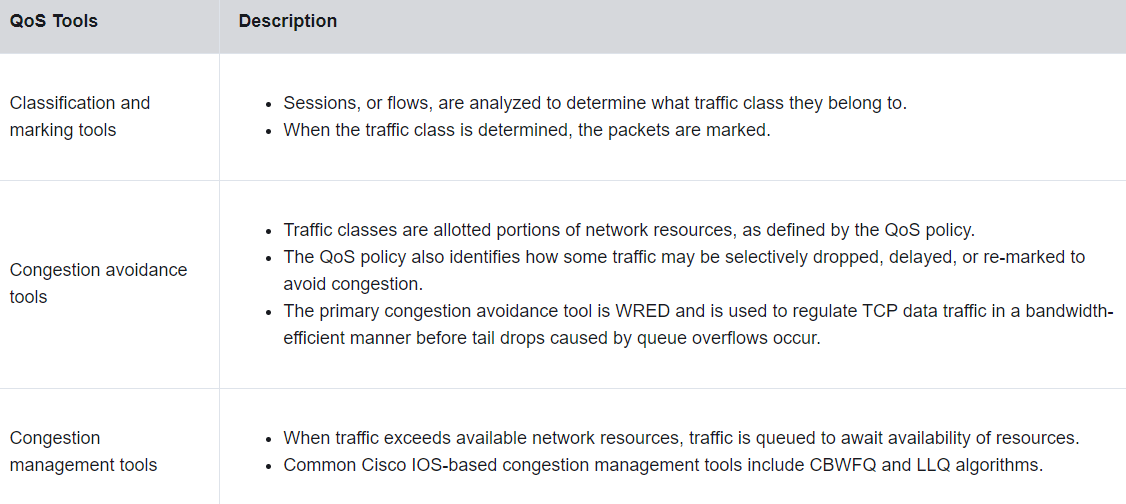 QoS Tools
Description
Classification and
marking tools
• Sessions, or flows, are analyzed to determine what traffic class they belong to.
• When the traffic class is determined, the packets are marked.
Congestion avoidance
tools
• Traffic classes are allotted portions of network resources, as defined by the QoS policy.
• The QoS policy also identifies how some traffic may be selectively dropped, delayed, or re-marked to
avoid congestion.
• The primary congestion avoidance tool is WRED and is used to regulate TCP data traffic in a bandwidth-
efficient manner before tail drops caused by queue overflows occur.
Congestion
management tools
• When traffic exceeds available network resources, traffic is queued to await availability of resources.
• Common Cisco IOS-based congestion management tools include CBWFQ and LLQ algorithms.